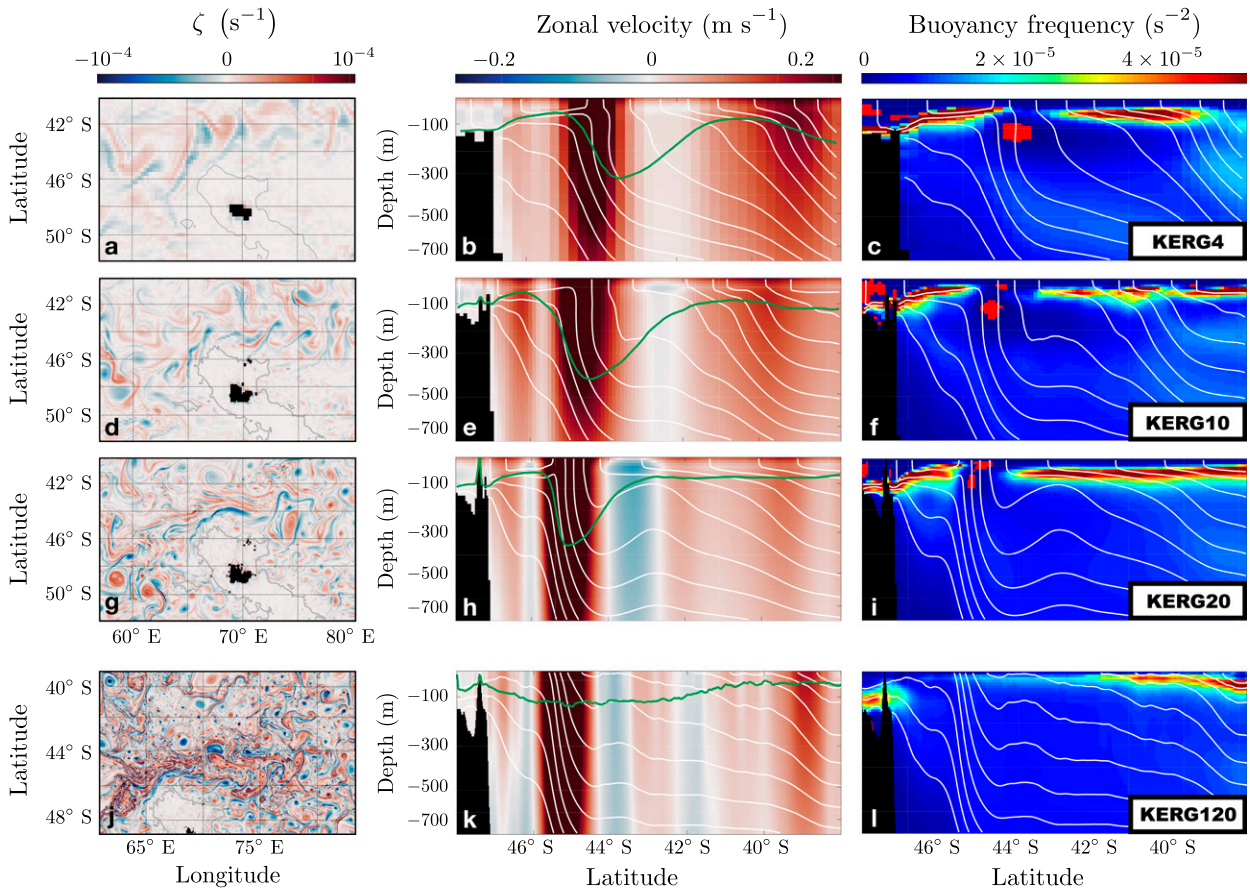 ζ (s⁻¹) Zonal velocity (m s⁻¹) Buoyancy frequency (s⁻²)
−10⁻⁴ 0 10⁻⁴ −0.2 0 0.2 0 2 × 10⁻⁵ 4 × 10⁻⁵
Latitude
42° S
46° S
50° S
a
Depth (m)
−100
−300
−500
−700
b
c
KERG4
Latitude
42° S
46° S
50° S
d
Depth (m)
−100
−300
−500
−700
e
f
KERG10
Latitude
42° S
46° S
50° S
g
60° E 70° E 80° E
Depth (m)
−100
−300
−500
−700
h
i
KERG20
Latitude
40° S
44° S
48° S
j
65° E 75° E
Longitude
Depth (m)
−100
−300
−500
−700
k
46° S 44° S 42° S 40° S
Latitude
l
KERG120
46° S 44° S 42° S 40° S
Latitude